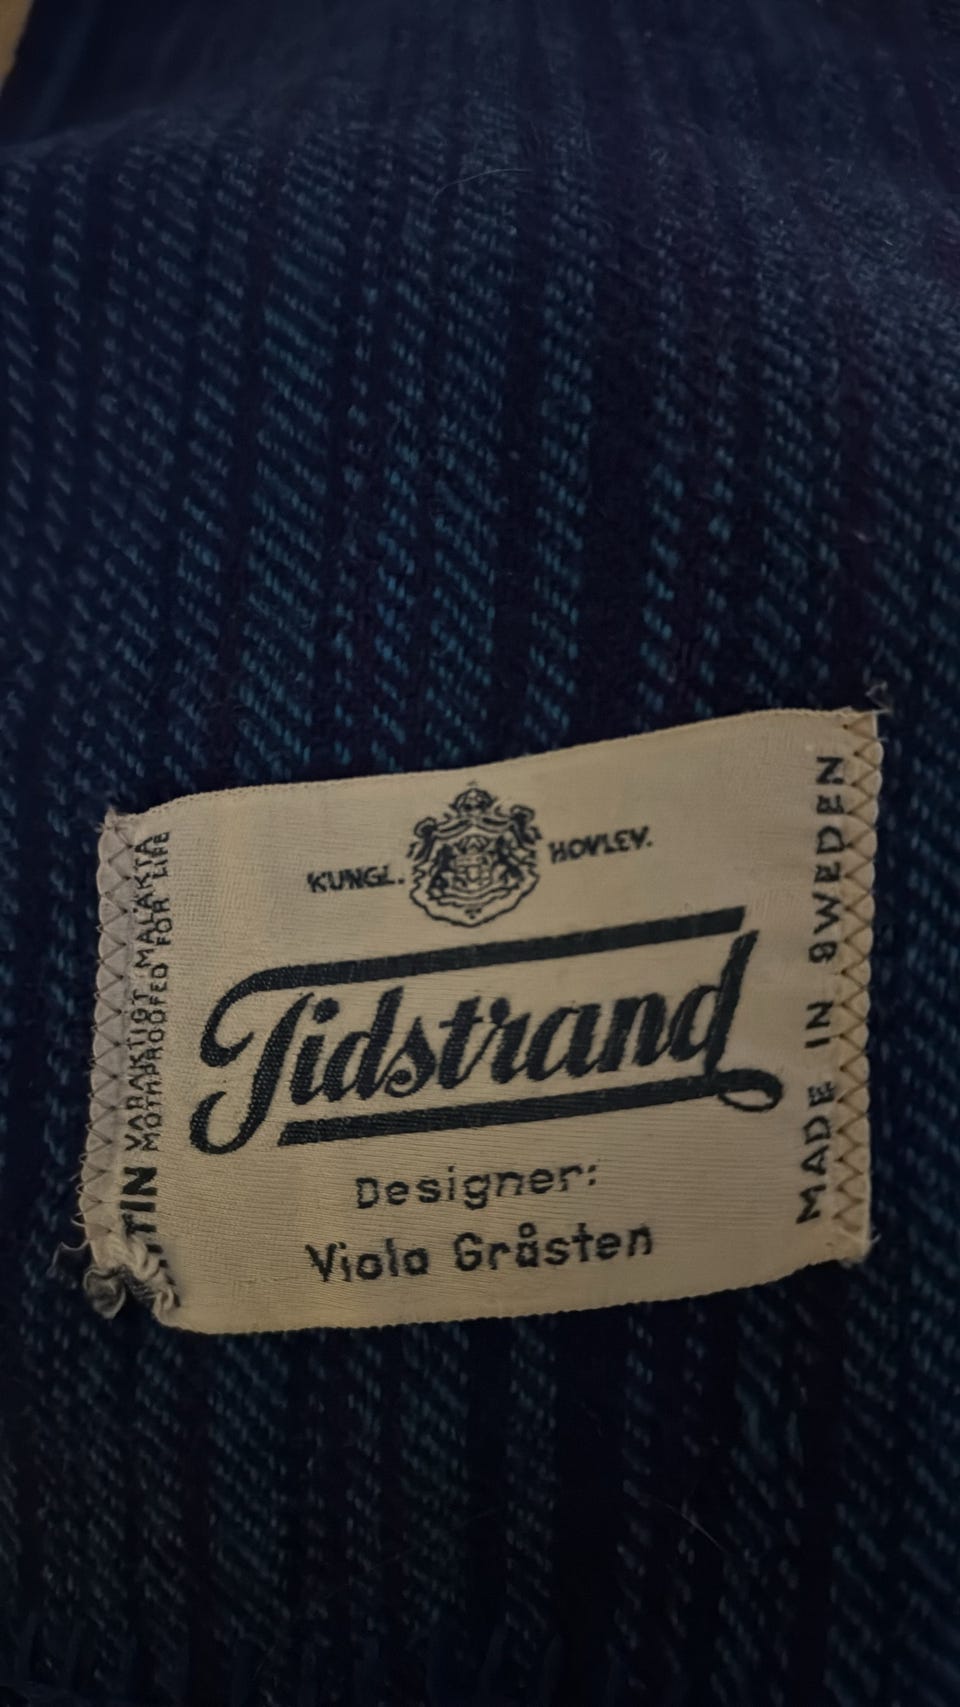 KUNGL. HOVLEV.
Tidstrand
Designer:
Viola Gråsten
MADE IN SWEDEN
VARAKTIGT MALÄKTA
MOTHPROOFED FOR LIFE